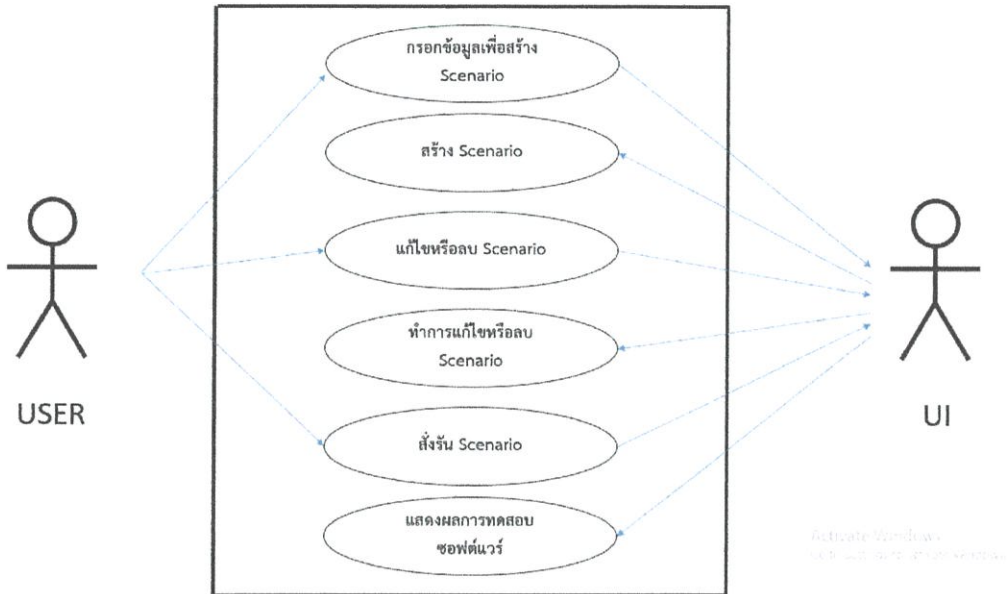 กรอกข้อมูลเพื่อสร้าง
Scenario
สร้าง Scenario
แก้ไขหรือลบ Scenario
ทำการแก้ไขหรือลบ
Scenario
สั่งรัน Scenario
แสดงผลการทดสอบ
ซอฟต์แวร์
USER
UI
Activate Windows